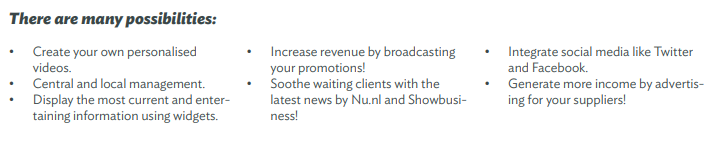 There are many possibilities:
• Create your own personalised
videos.
• Central and local management.
• Display the most current and enter-
taining information using widgets.
• Increase revenue by broadcasting
your promotions!
• Soothe waiting clients with the
latest news by Nu.nl and Showbusi-
ness!
• Integrate social media like Twitter
and Facebook.
• Generate more income by advertis-
ing for your suppliers!